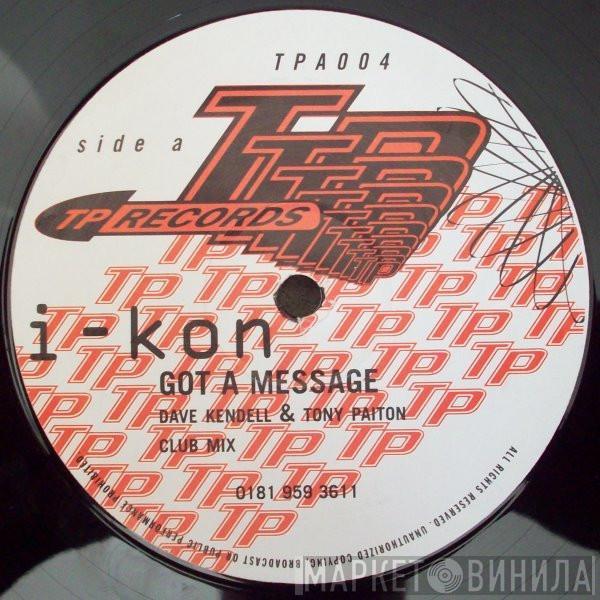 TPA004
side a
TP
TP RECORDS
i-kon
GOT A MESSAGE
DAVE KENDELL & TONY PAITON
CLUB MIX
0181 959 3611
ALL RIGHTS RESERVED. UNAUTHORIZED COPYING, BROADCAST OR PUBLIC PERFORMANCE PROHIBITED
МАРКЕТ ВИНИЛА